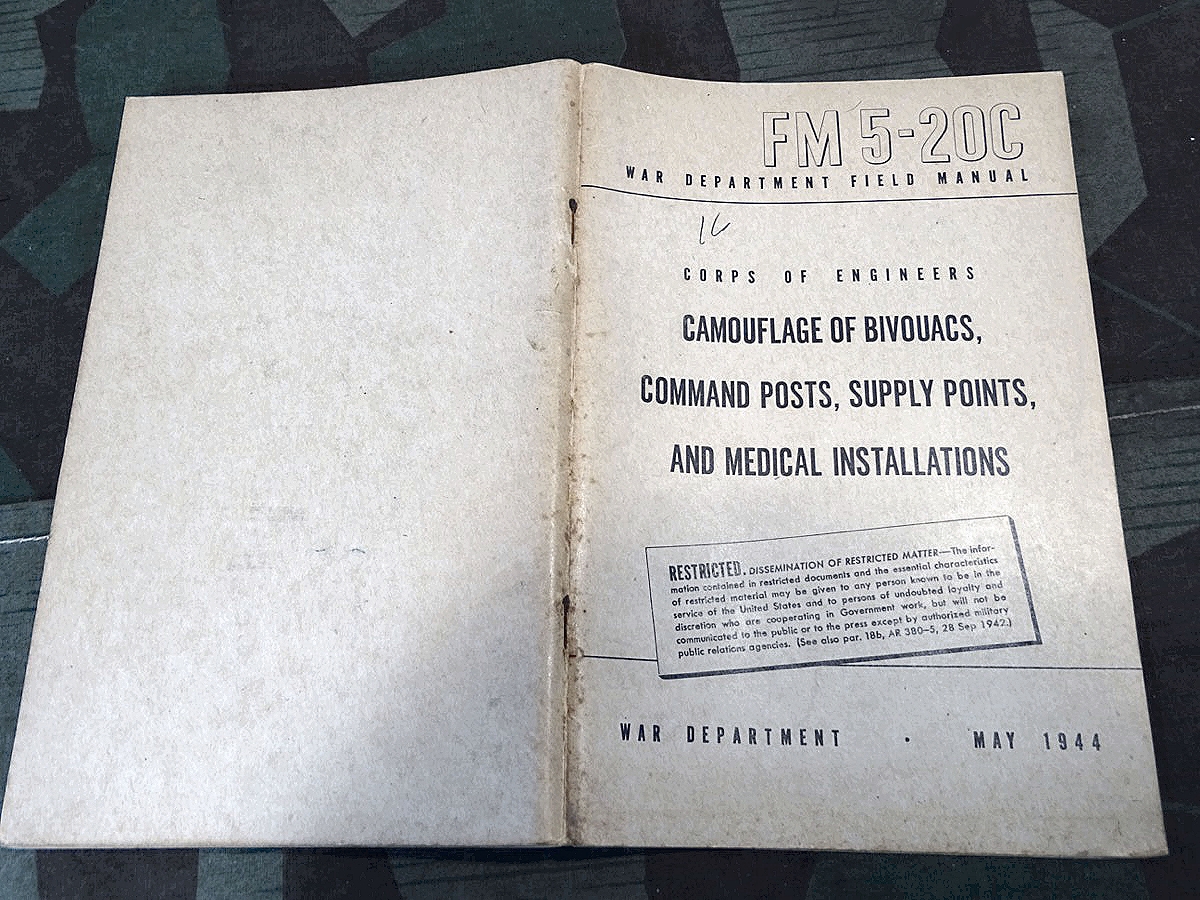 FM 5-20C
WAR DEPARTMENT FIELD MANUAL
CORPS OF ENGINEERS
CAMOUFLAGE OF BIVOUACS,
COMMAND POSTS, SUPPLY POINTS,
AND MEDICAL INSTALLATIONS
RESTRICTED. DISSEMINATION OF RESTRICTED MATTER—The infor-
mation contained in restricted documents and the essential characteristics
of restricted material may be given to any person known to be in the
service of the United States and to persons of undoubted loyalty and
discretion who are cooperating in Government work, but will not be
communicated to the public or to the press except by authorized military
public relations agencies. (See also par. 18b, AR 380-5, 28 Sep 1942.)
WAR DEPARTMENT • MAY 1944